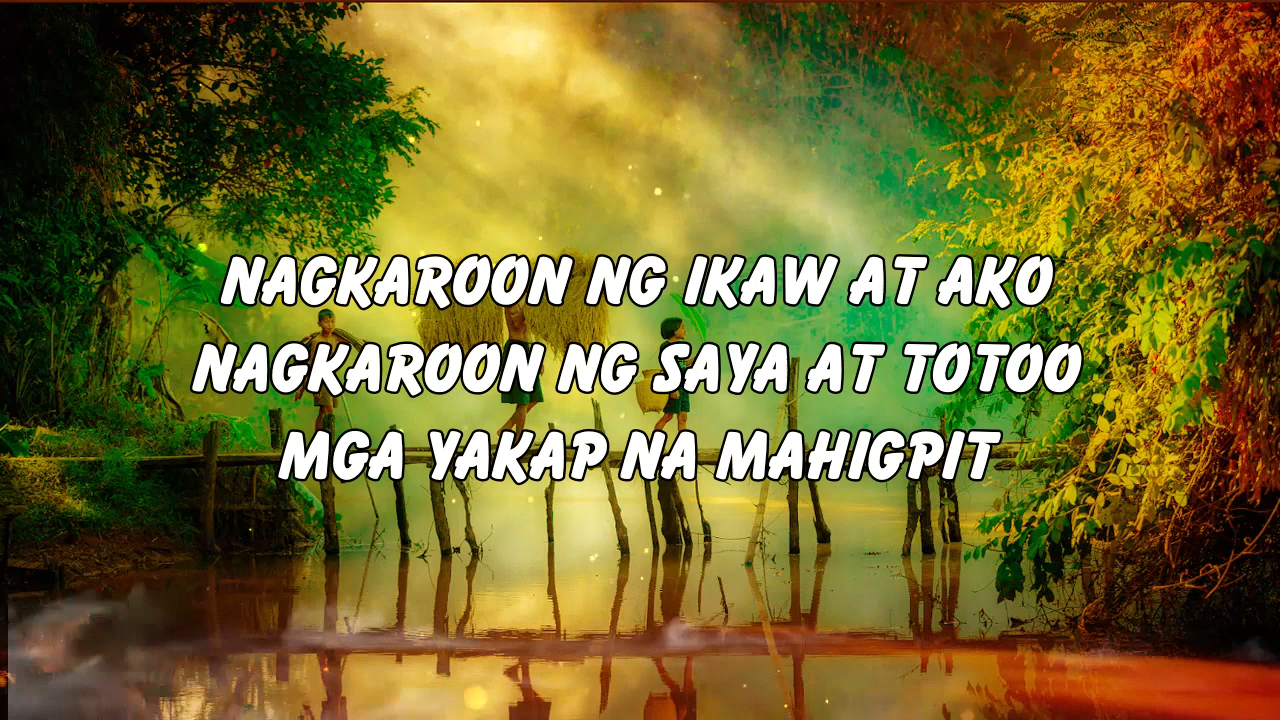 NAGKAROON NG IKAW AT AKO
NAGKAROON NG SAYA AT TOTOO
MGA YAKAP NA MAHIGPIT